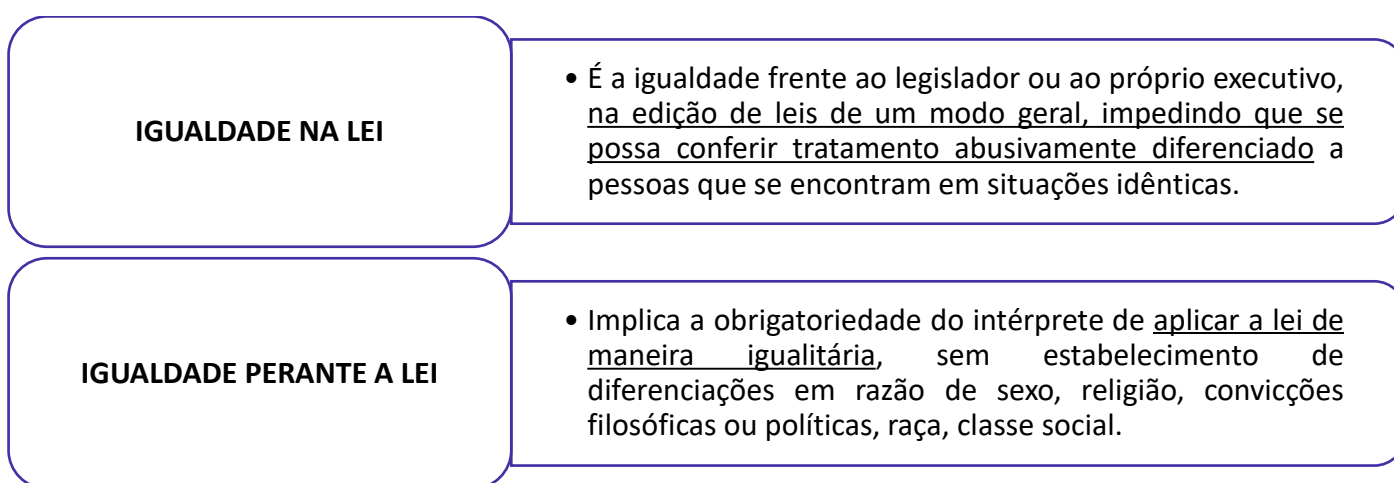 IGUALDADE NA LEI
• É a igualdade frente ao legislador ou ao próprio executivo,
na edição de leis de um modo geral, impedindo que se
possa conferir tratamento abusivamente diferenciado a
pessoas que se encontram em situações idênticas.
IGUALDADE PERANTE A LEI
• Implica a obrigatoriedade do intérprete de aplicar a lei de
maneira igualitária, sem estabelecimento de
diferenciações em razão de sexo, religião, convicções
filosóficas ou políticas, raça, classe social.